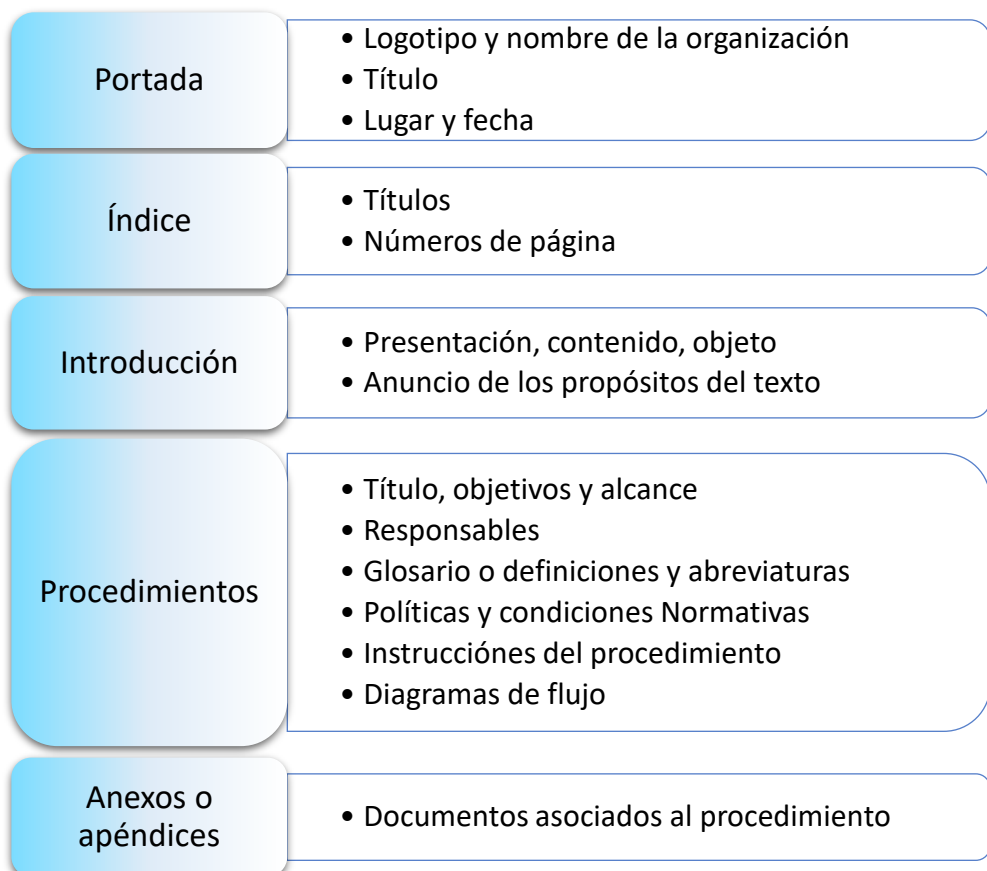 Portada
• Logotipo y nombre de la organización
• Título
• Lugar y fecha
Índice
• Títulos
• Números de página
Introducción
• Presentación, contenido, objeto
• Anuncio de los propósitos del texto
Procedimientos
• Título, objetivos y alcance
• Responsables
• Glosario o definiciones y abreviaturas
• Políticas y condiciones Normativas
• Instrucciónes del procedimiento
• Diagramas de flujo
Anexos o
apéndices
• Documentos asociados al procedimiento